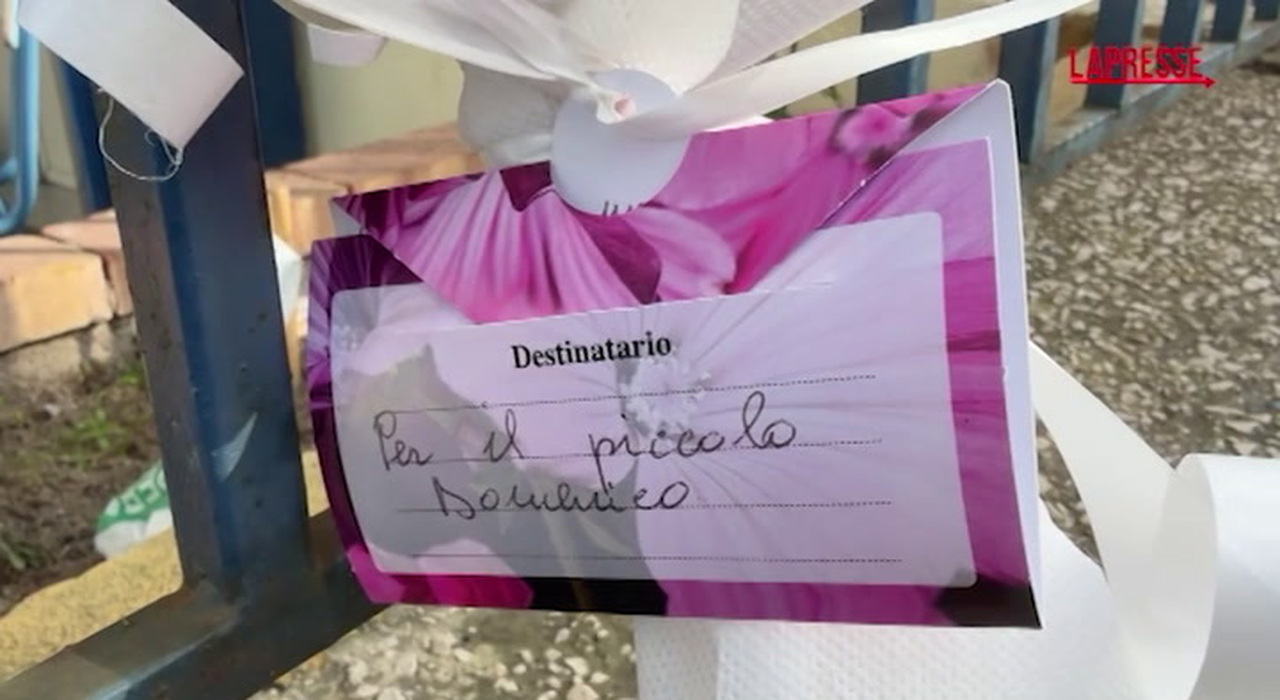 LAPRESSE
Destinatario
Per il piccolo
Domenico